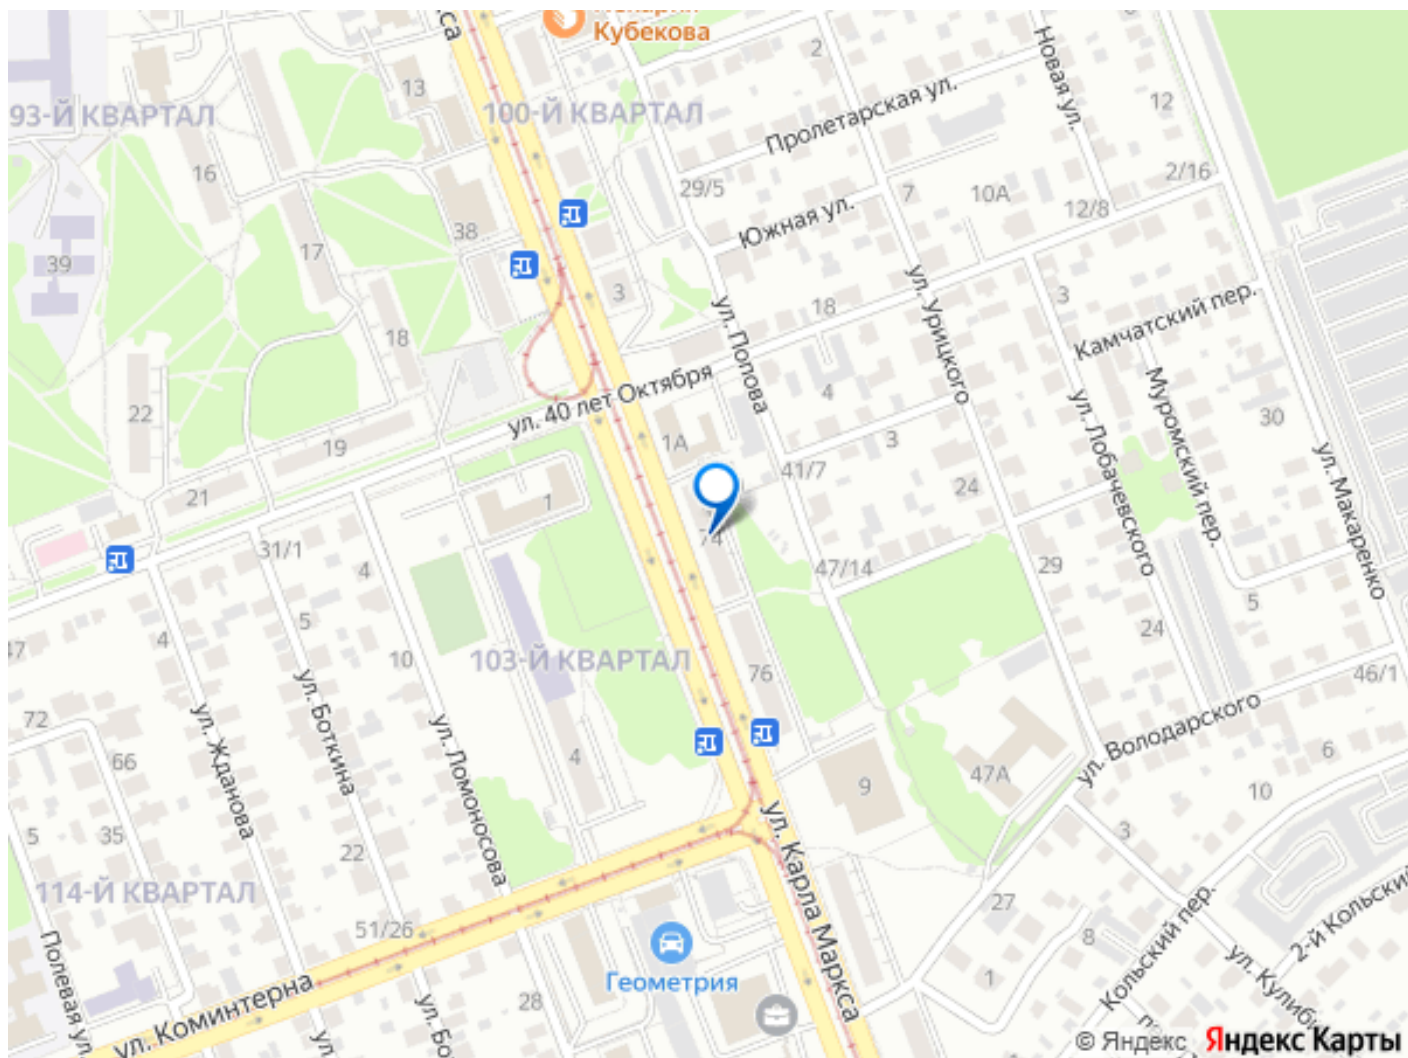 Кубекова
2
Новая ул.
13
12
93-Й КВАРТАЛ
100-Й КВАРТАЛ
Пролетарская ул.
16
29/5
7
10А
2/16
12/8
Южная ул.
38
17
39
3
ул. Попова
18
ул. Урицкого
3
Камчатский пер.
18
4
Муромский пер.
ул. 40 лет Октября
ул. Лобачевского
22
19
1А
3
30
ул. Макаренко
41/7
21
1
24
74
31/1
4
47/14
29
5
5
4
24
47
10
103-Й КВАРТАЛ
76
46/1
ул. Боткина
ул. Жданова
72
ул. Ломоносова
ул. Володарского
66
4
9
47А
6
10
5
35
22
3
ул. Карла Маркса
114-Й КВАРТАЛ
51/26
27
Кольский пер.
2-й Кольский
8
Полевая ул.
Геометрия
1
ул. Кулиби
28
ул. Коминтерна
ул. Бо
© Яндекс Яндекс Карты